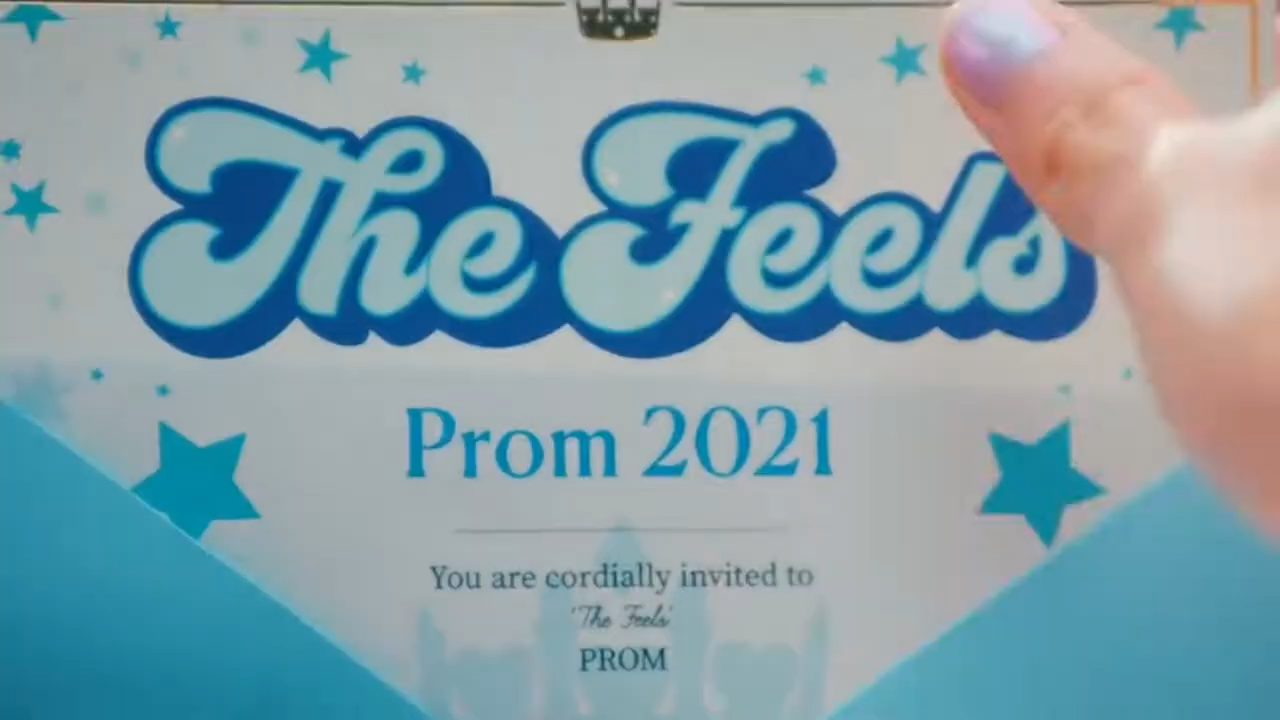 The Feels
Prom 2021
You are cordially invited to
'The Feels'
PROM